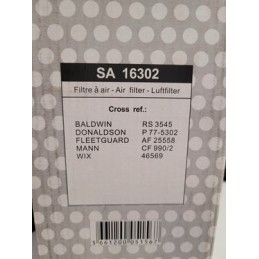 SA 16302
Filtre à air - Air filter - Luftfilter
Cross ref.:
BALDWIN RS 3545
DONALDSON P 77-5302
FLEETGUARD AF 25558
MANN CF 990/2
WIX 46569